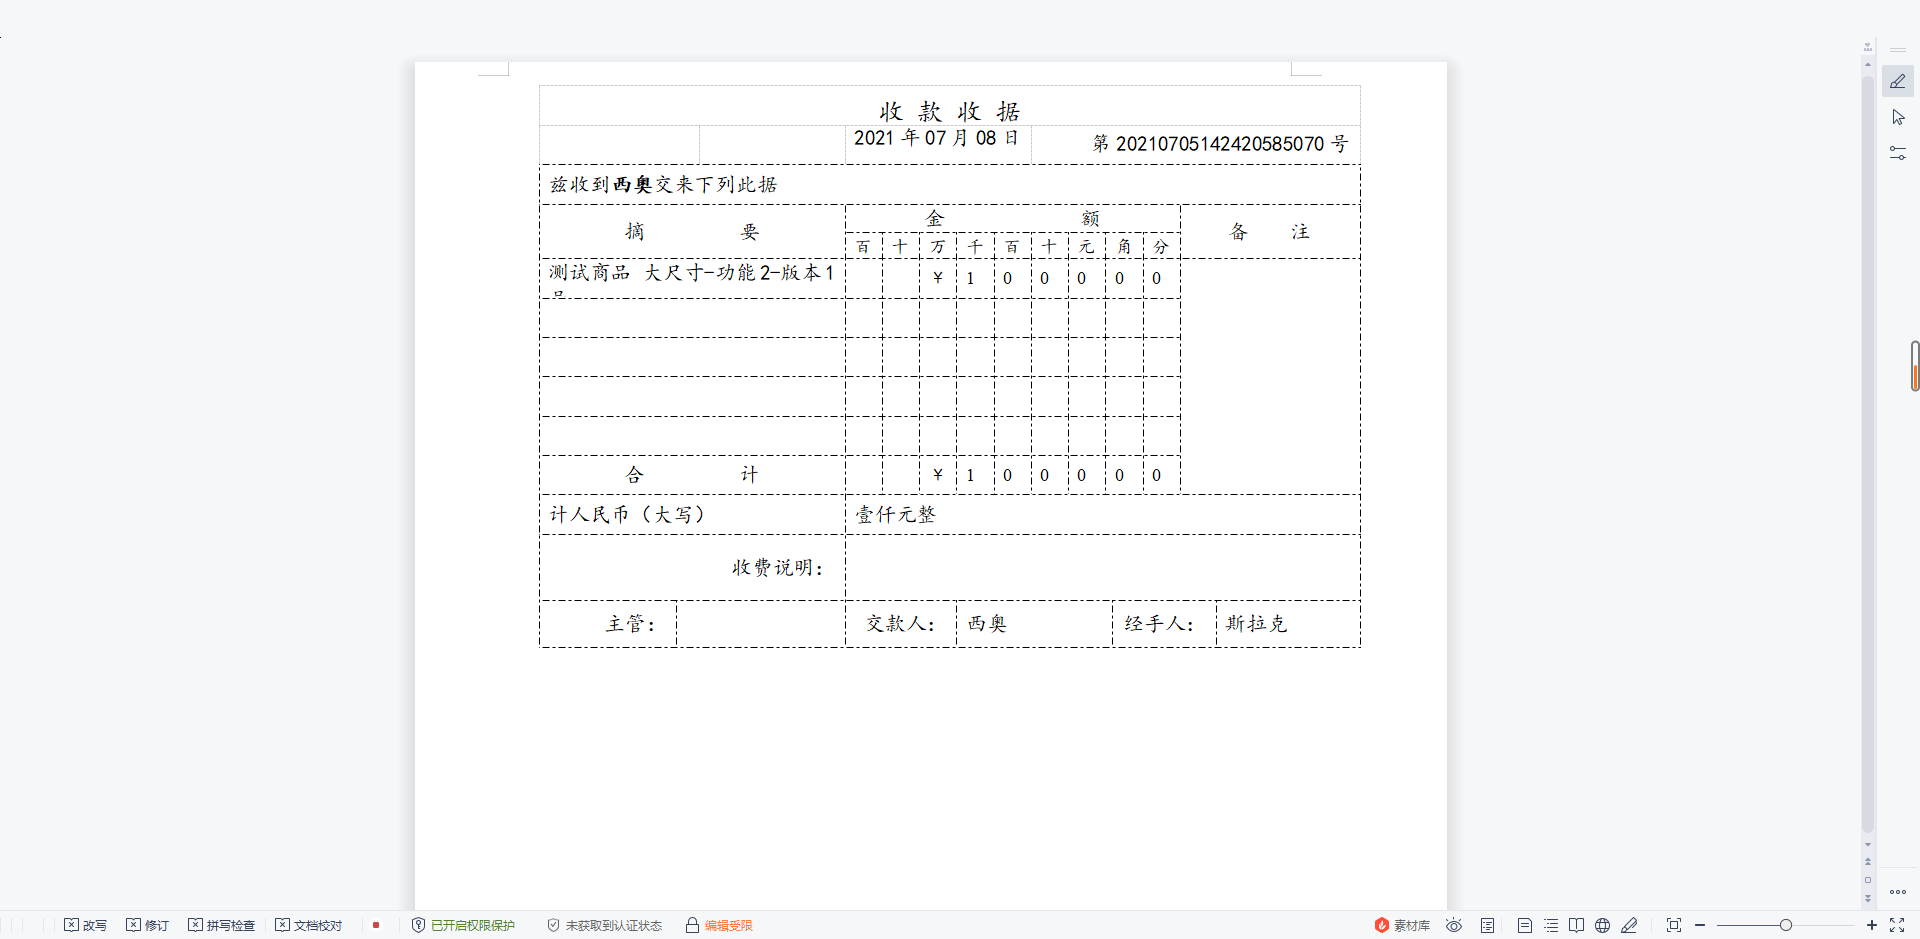 收 款 收 据
2021 年 07 月 08 日
第 20210705142420585070 号
兹收到西奥交来下列此据
摘 要
金 额
备 注
百 十 万 千 百 十 元 角 分
测试商品 大尺寸-功能 2-版本 1
¥ 1 0 0 0 0 0
合 计 ¥ 1 0 0 0 0 0
计人民币（大写） 壹仟元整
收费说明：
主管： 交款人： 西奥 经手人： 斯拉克
改写 修订 拼写检查 文档校对 已开启权限保护 未获取到认证状态 编辑受限 素材库